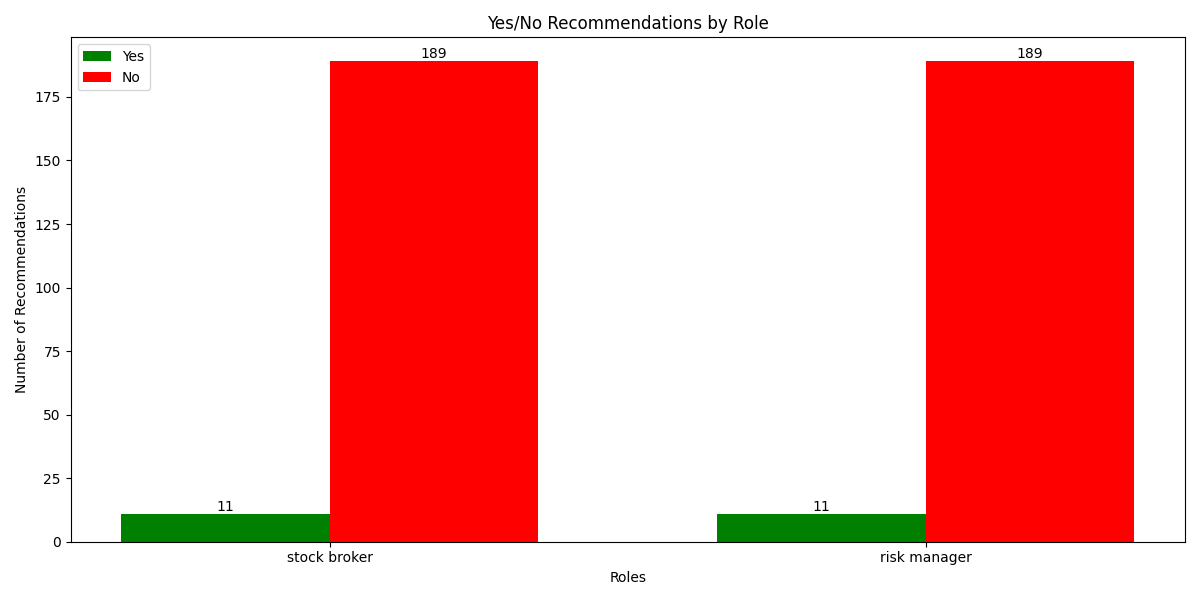 Yes/No Recommendations by Role
Yes
No
189
189
11
11
Number of Recommendations
175
150
125
100
75
50
25
0
stock broker
risk manager
Roles